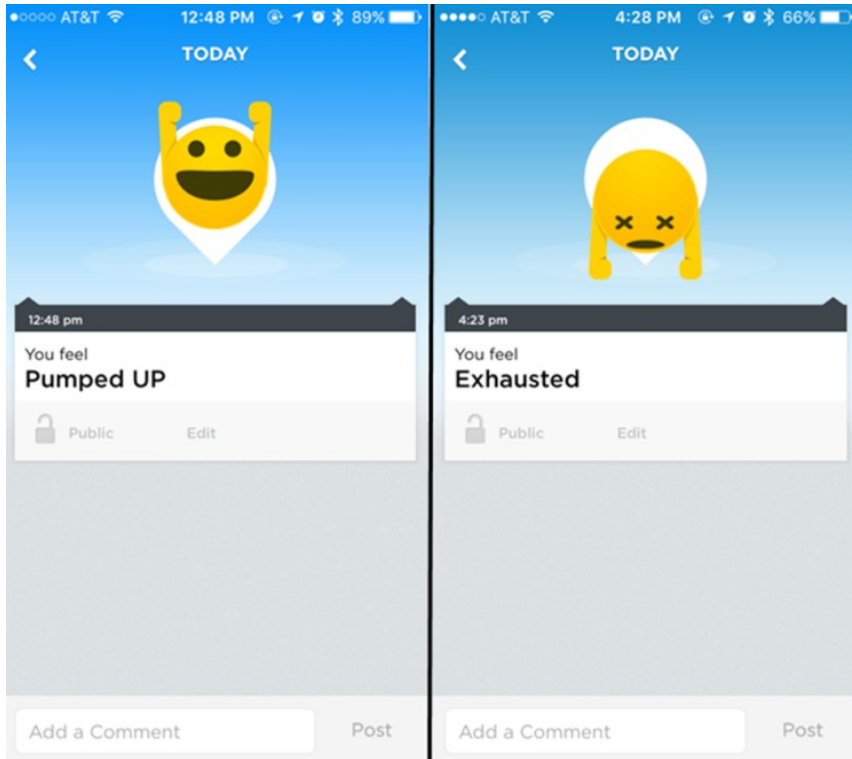 AT&T 12:48 PM 89%
TODAY
12:48 pm
You feel
Pumped UP
Public Edit
Add a Comment Post
AT&T 4:28 PM 66%
TODAY
4:23 pm
You feel
Exhausted
Public Edit
Add a Comment Post